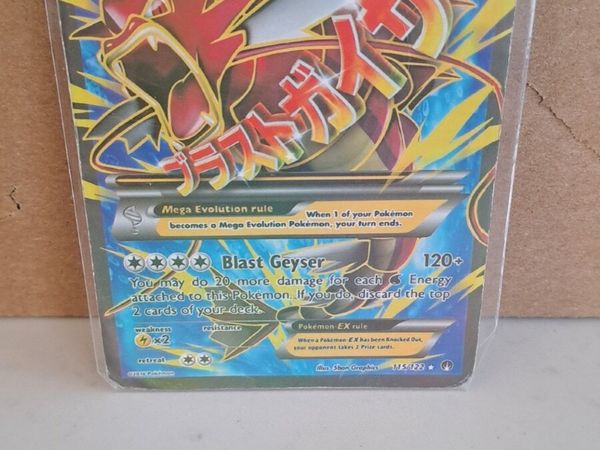 ブラストガイザ
Mega Evolution rule
When 1 of your Pokémon
becomes a Mega Evolution Pokémon, your turn ends.
Blast Geyser 120+
You may do 20 more damage for each Energy
attached to this Pokémon. If you do, discard the top
2 cards of your deck.
weakness resistance
×2
Pokémon-EX rule
When a Pokémon-EX has been Knocked Out,
your opponent takes 2 Prize cards.
retreat
©2016 Pokémon
Illus. 5ban Graphics 115/122